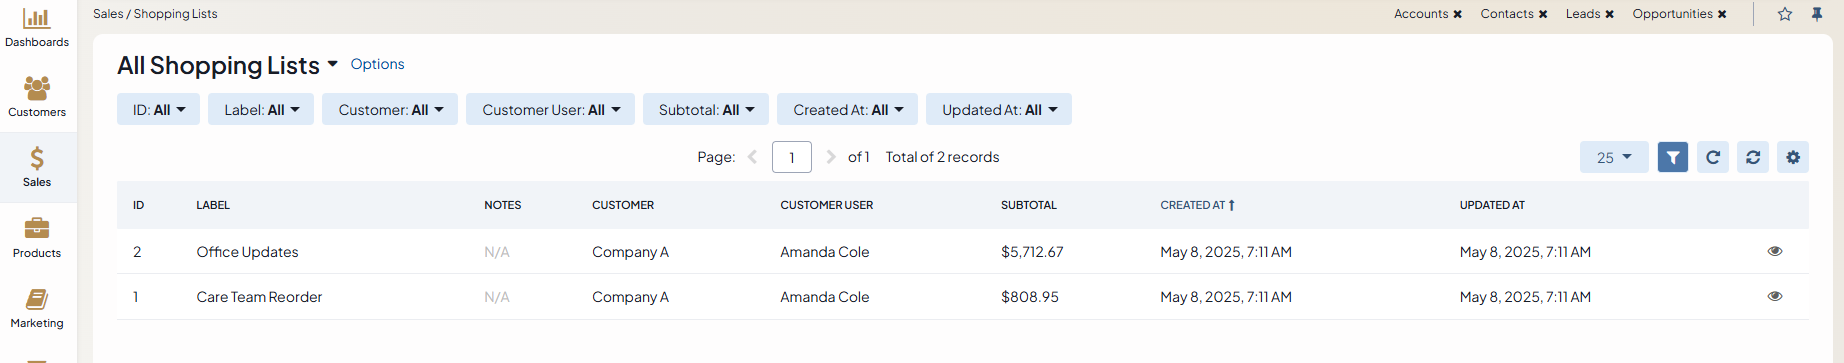 Sales / Shopping Lists
Accounts ✖ Contacts ✖ Leads ✖ Opportunities ✖
Dashboards
Customers
Sales
Products
Marketing
All Shopping Lists Options
ID: All Label: All Customer: All Customer User: All Subtotal: All Created At: All Updated At: All
Page: 1 of 1 Total of 2 records 25
ID LABEL NOTES CUSTOMER CUSTOMER USER SUBTOTAL CREATED AT UPDATED AT
2 Office Updates N/A Company A Amanda Cole $5,712.67 May 8, 2025, 7:11 AM May 8, 2025, 7:11 AM
1 Care Team Reorder N/A Company A Amanda Cole $808.95 May 8, 2025, 7:11 AM May 8, 2025, 7:11 AM